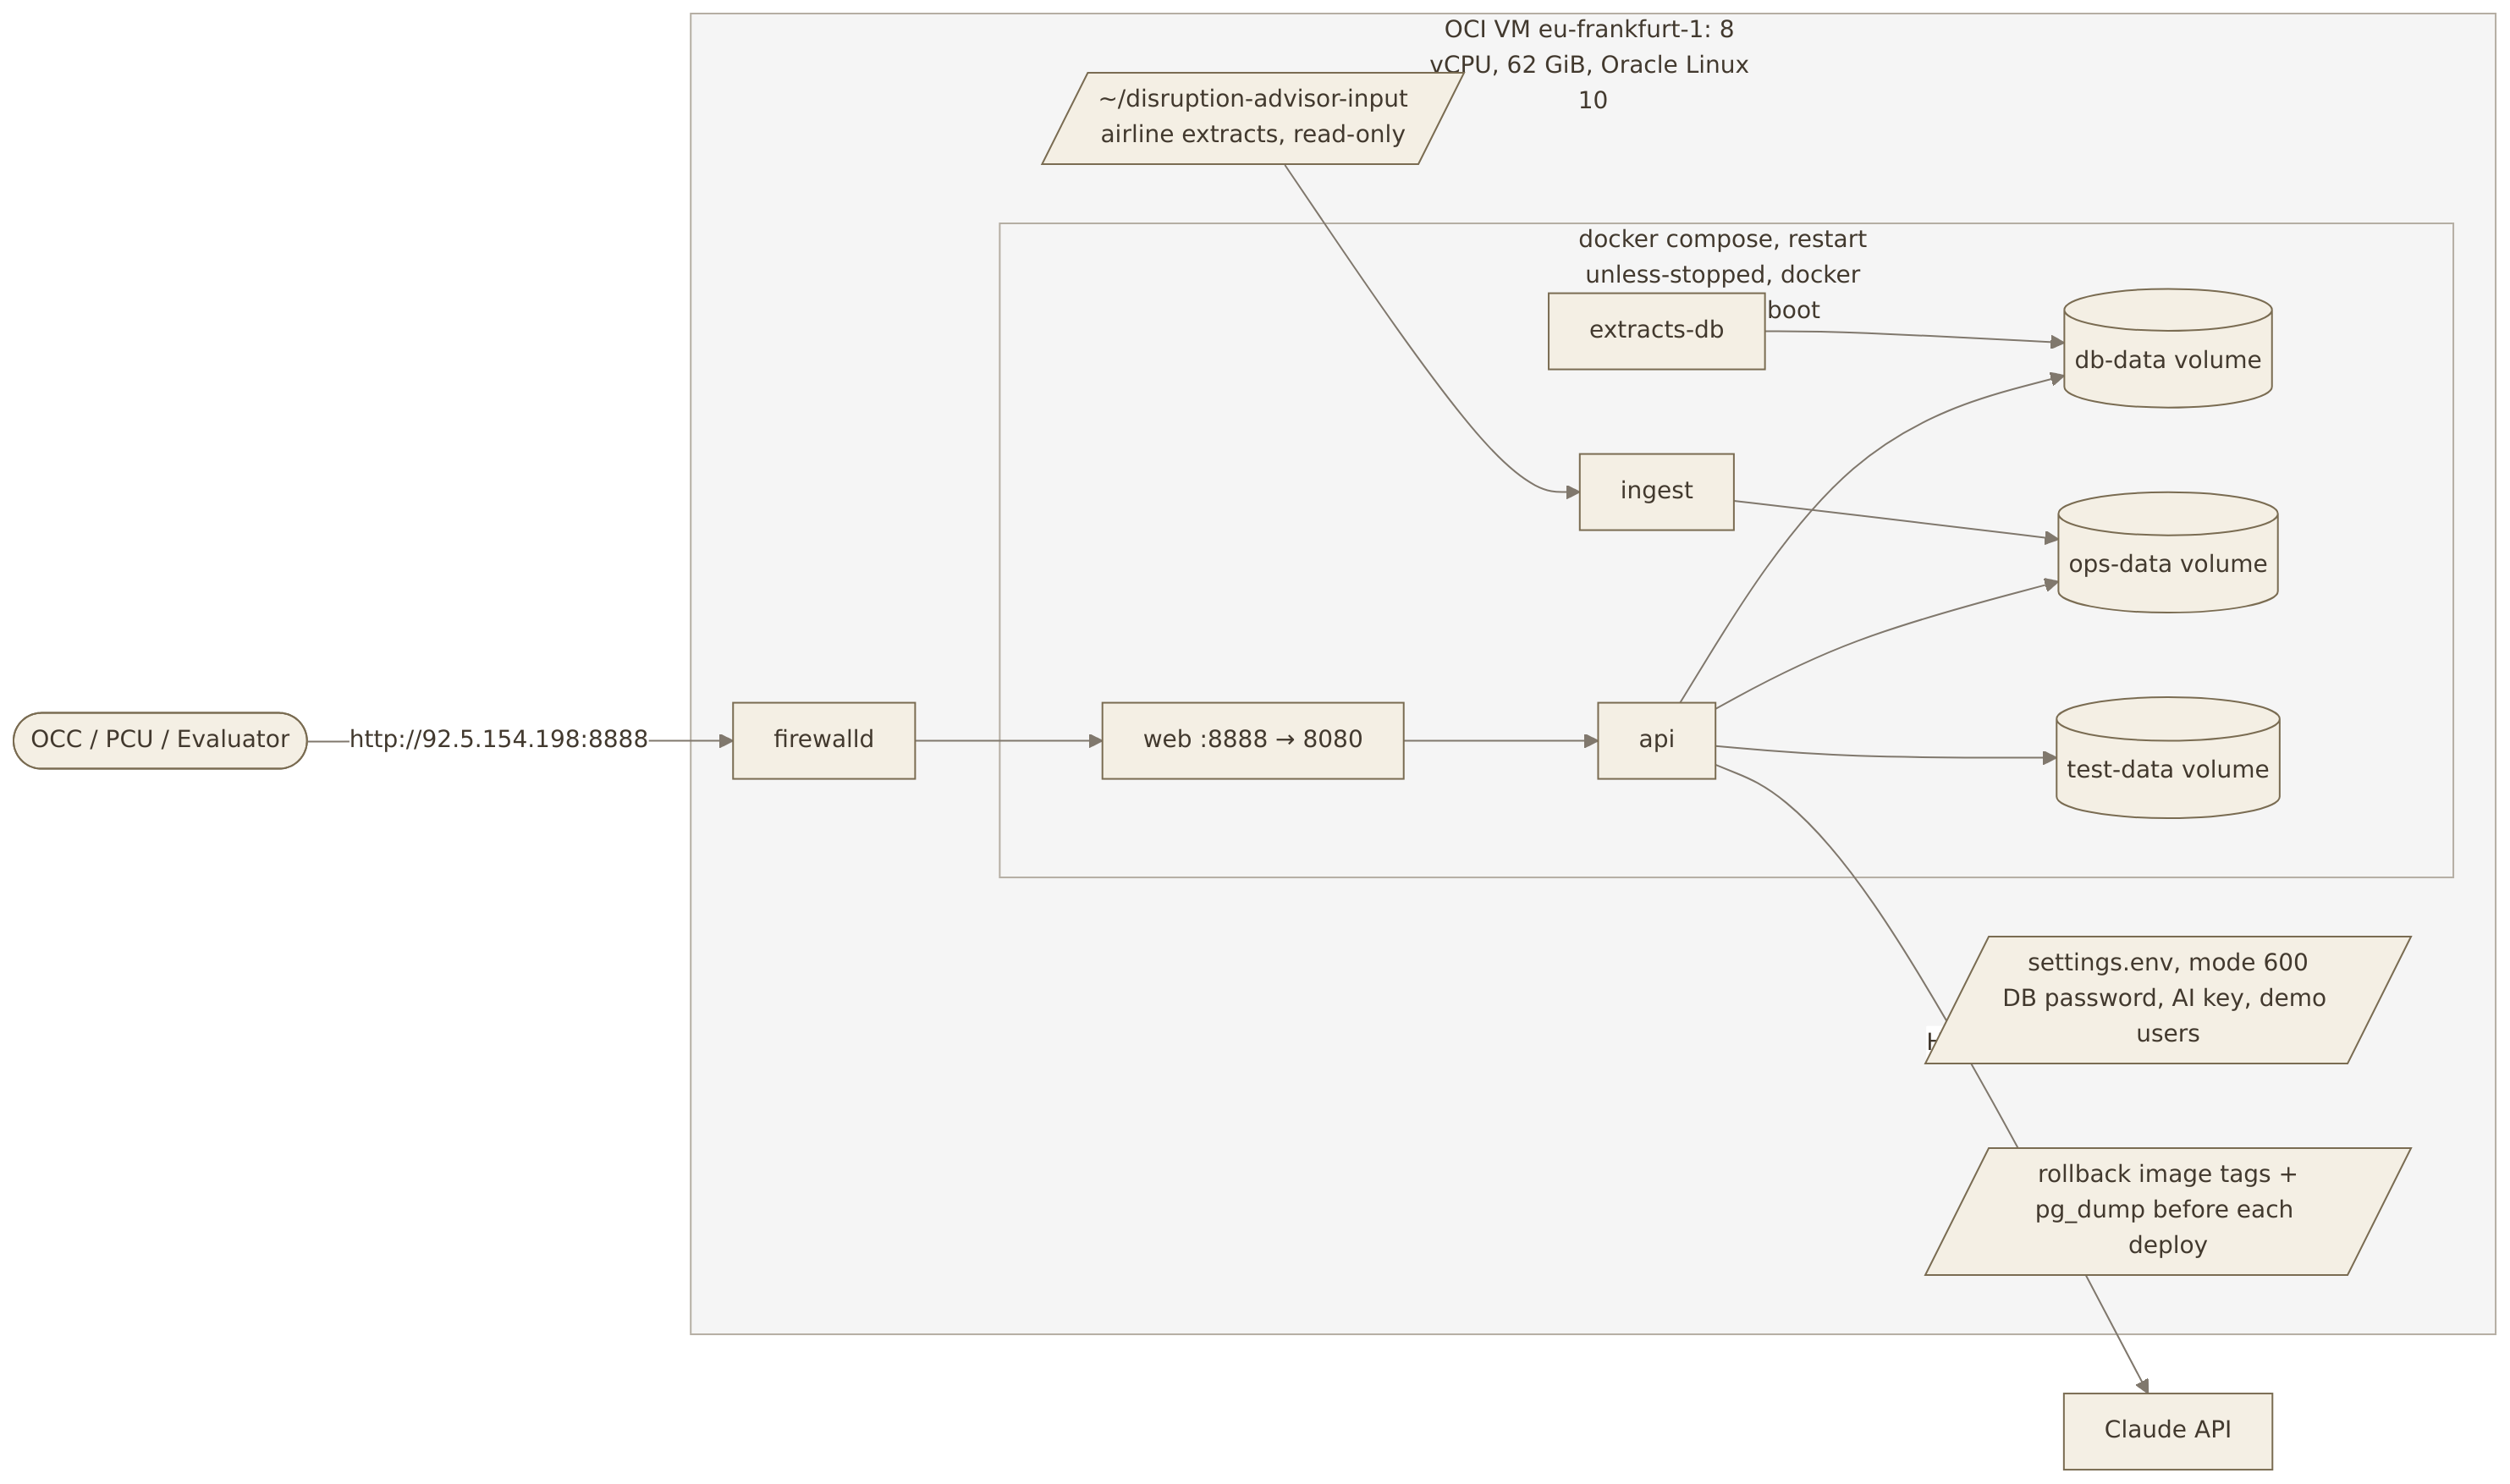 OCI VM eu-frankfurt-1: 8
vCPU, 62 GiB, Oracle Linux
10
~/disruption-advisor-input
airline extracts, read-only
docker compose, restart
unless-stopped, docker
boot
extracts-db
db-data volume
ingest
ops-data volume
OCC / PCU / Evaluator
http://92.5.154.198:8888
firewalld
web :8888 → 8080
api
test-data volume
settings.env, mode 600
DB password, AI key, demo
users
rollback image tags +
pg_dump before each
deploy
Claude API